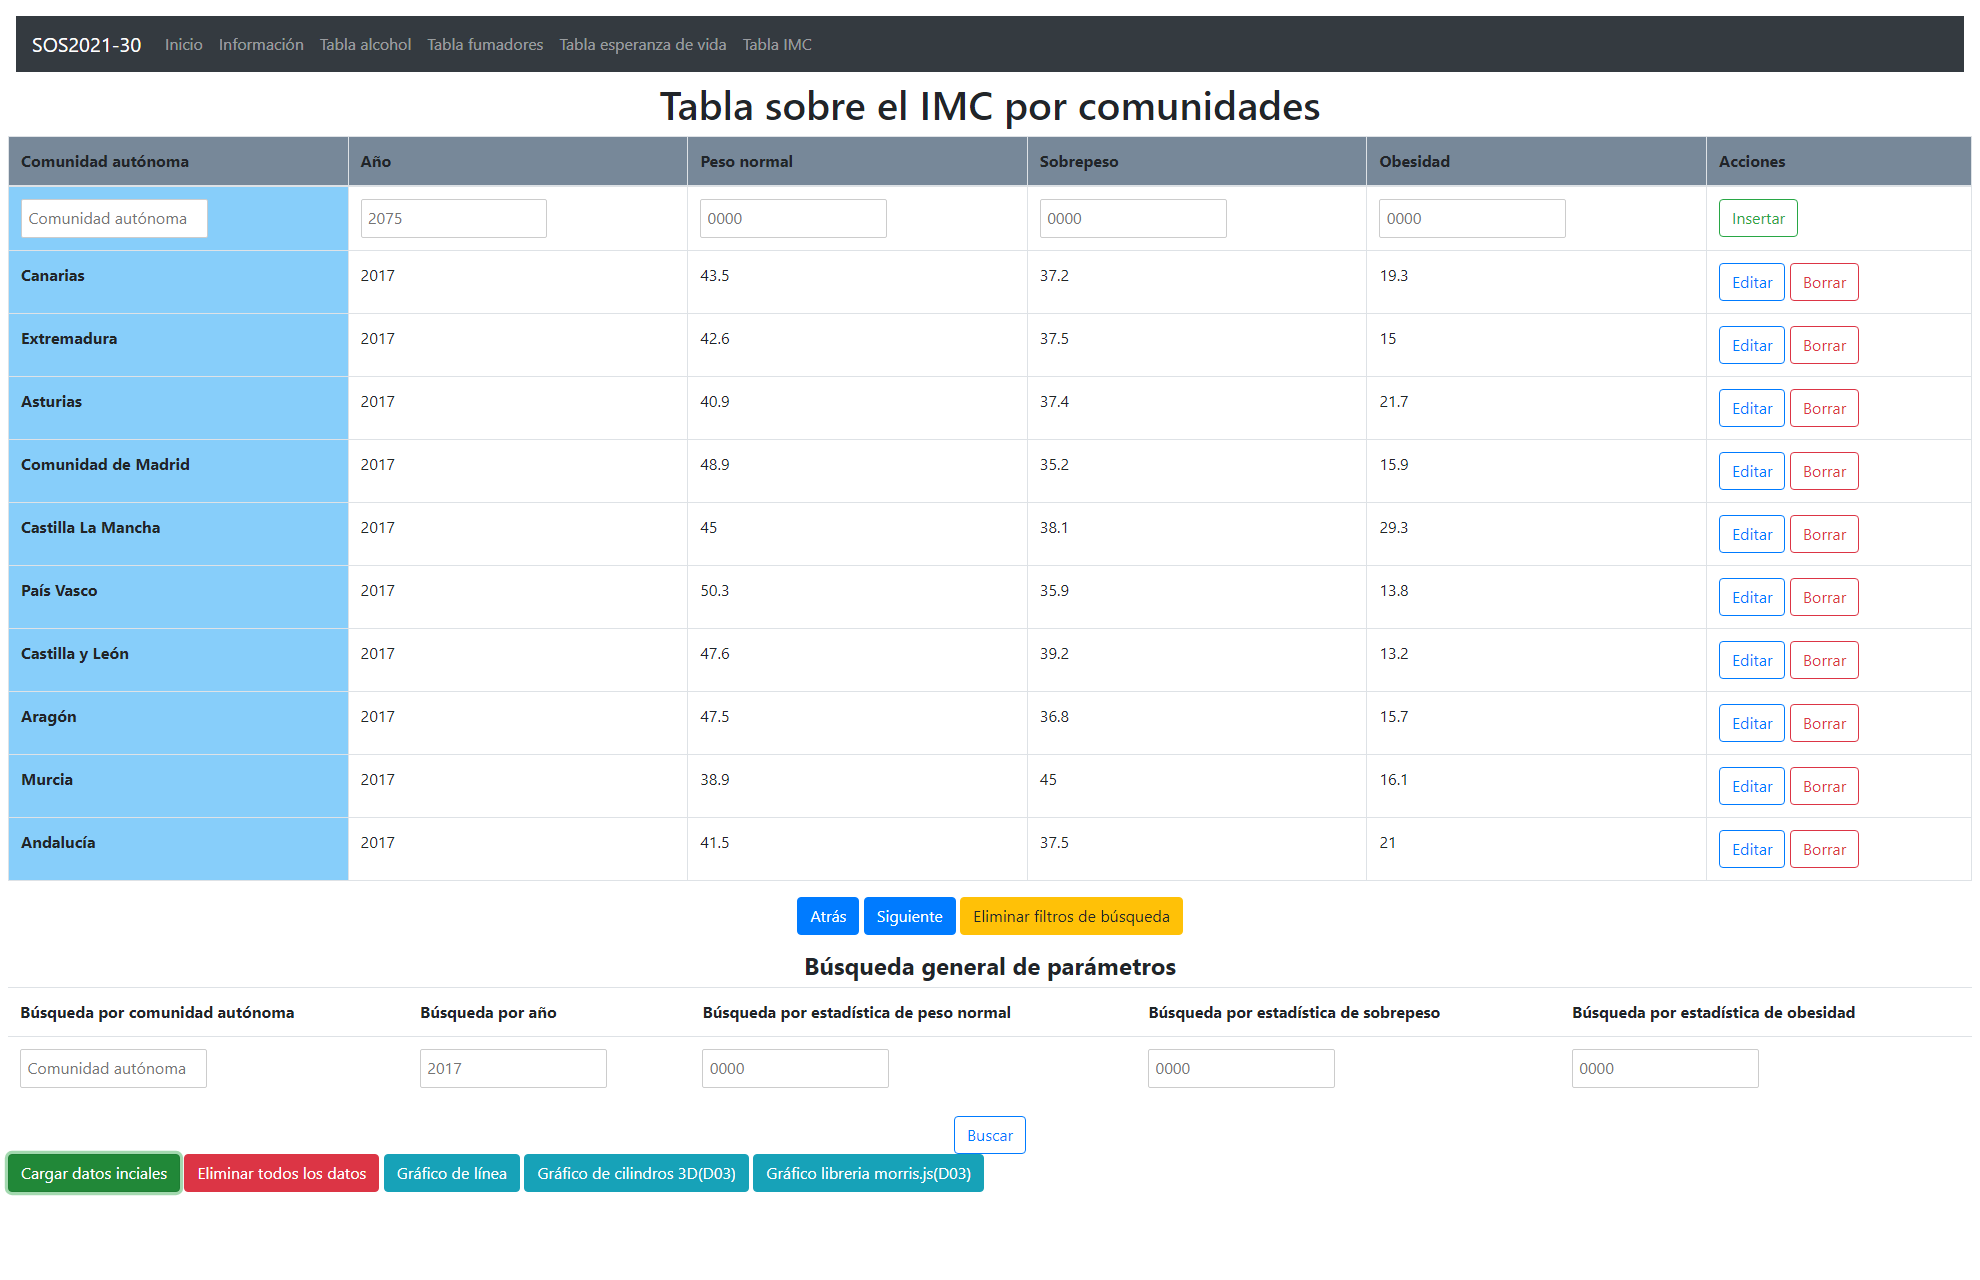 SOS2021-30 Inicio Información Tabla alcohol Tabla fumadores Tabla esperanza de vida Tabla IMC
Tabla sobre el IMC por comunidades
Comunidad autónoma Año Peso normal Sobrepeso Obesidad Acciones
Comunidad autónoma 2075 0000 0000 0000 Insertar
Canarias 2017 43.5 37.2 19.3 Editar Borrar
Extremadura 2017 42.6 37.5 15 Editar Borrar
Asturias 2017 40.9 37.4 21.7 Editar Borrar
Comunidad de Madrid 2017 48.9 35.2 15.9 Editar Borrar
Castilla La Mancha 2017 45 38.1 29.3 Editar Borrar
País Vasco 2017 50.3 35.9 13.8 Editar Borrar
Castilla y León 2017 47.6 39.2 13.2 Editar Borrar
Aragón 2017 47.5 36.8 15.7 Editar Borrar
Murcia 2017 38.9 45 16.1 Editar Borrar
Andalucía 2017 41.5 37.5 21 Editar Borrar
Atrás Siguiente Eliminar filtros de búsqueda
Búsqueda general de parámetros
Búsqueda por comunidad autónoma Búsqueda por año Búsqueda por estadística de peso normal Búsqueda por estadística de sobrepeso Búsqueda por estadística de obesidad
Comunidad autónoma 2017 0000 0000 0000
Buscar
Cargar datos inciales Eliminar todos los datos Gráfico de línea Gráfico de cilindros 3D(D03) Gráfico libreria morris.js(D03)